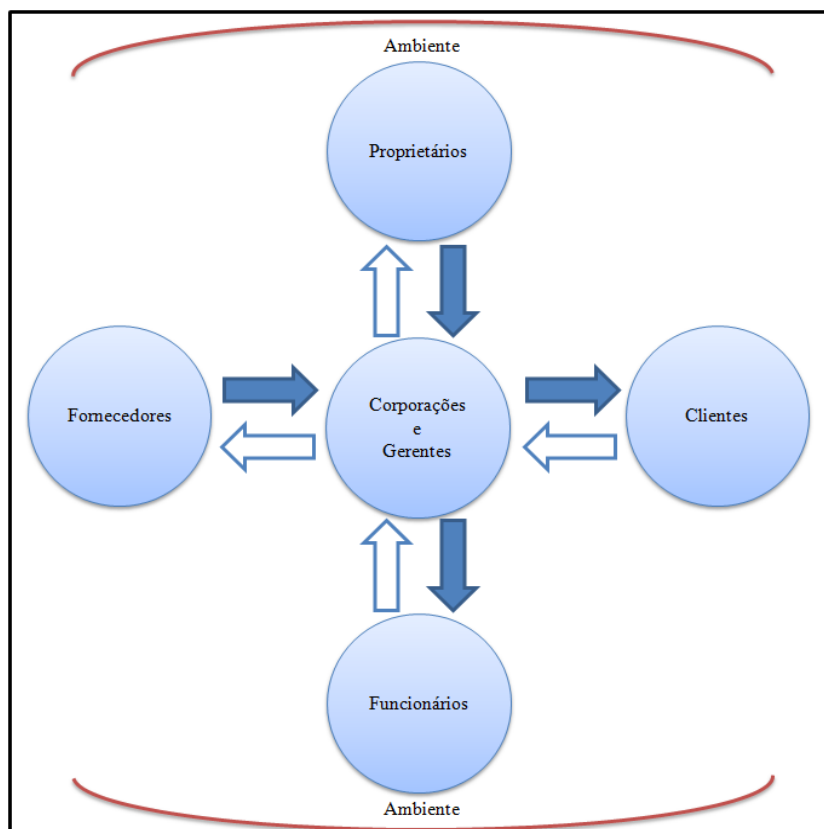 Ambiente
Proprietários
Fornecedores
Corporações
e
Gerentes
Clientes
Funcionários
Ambiente